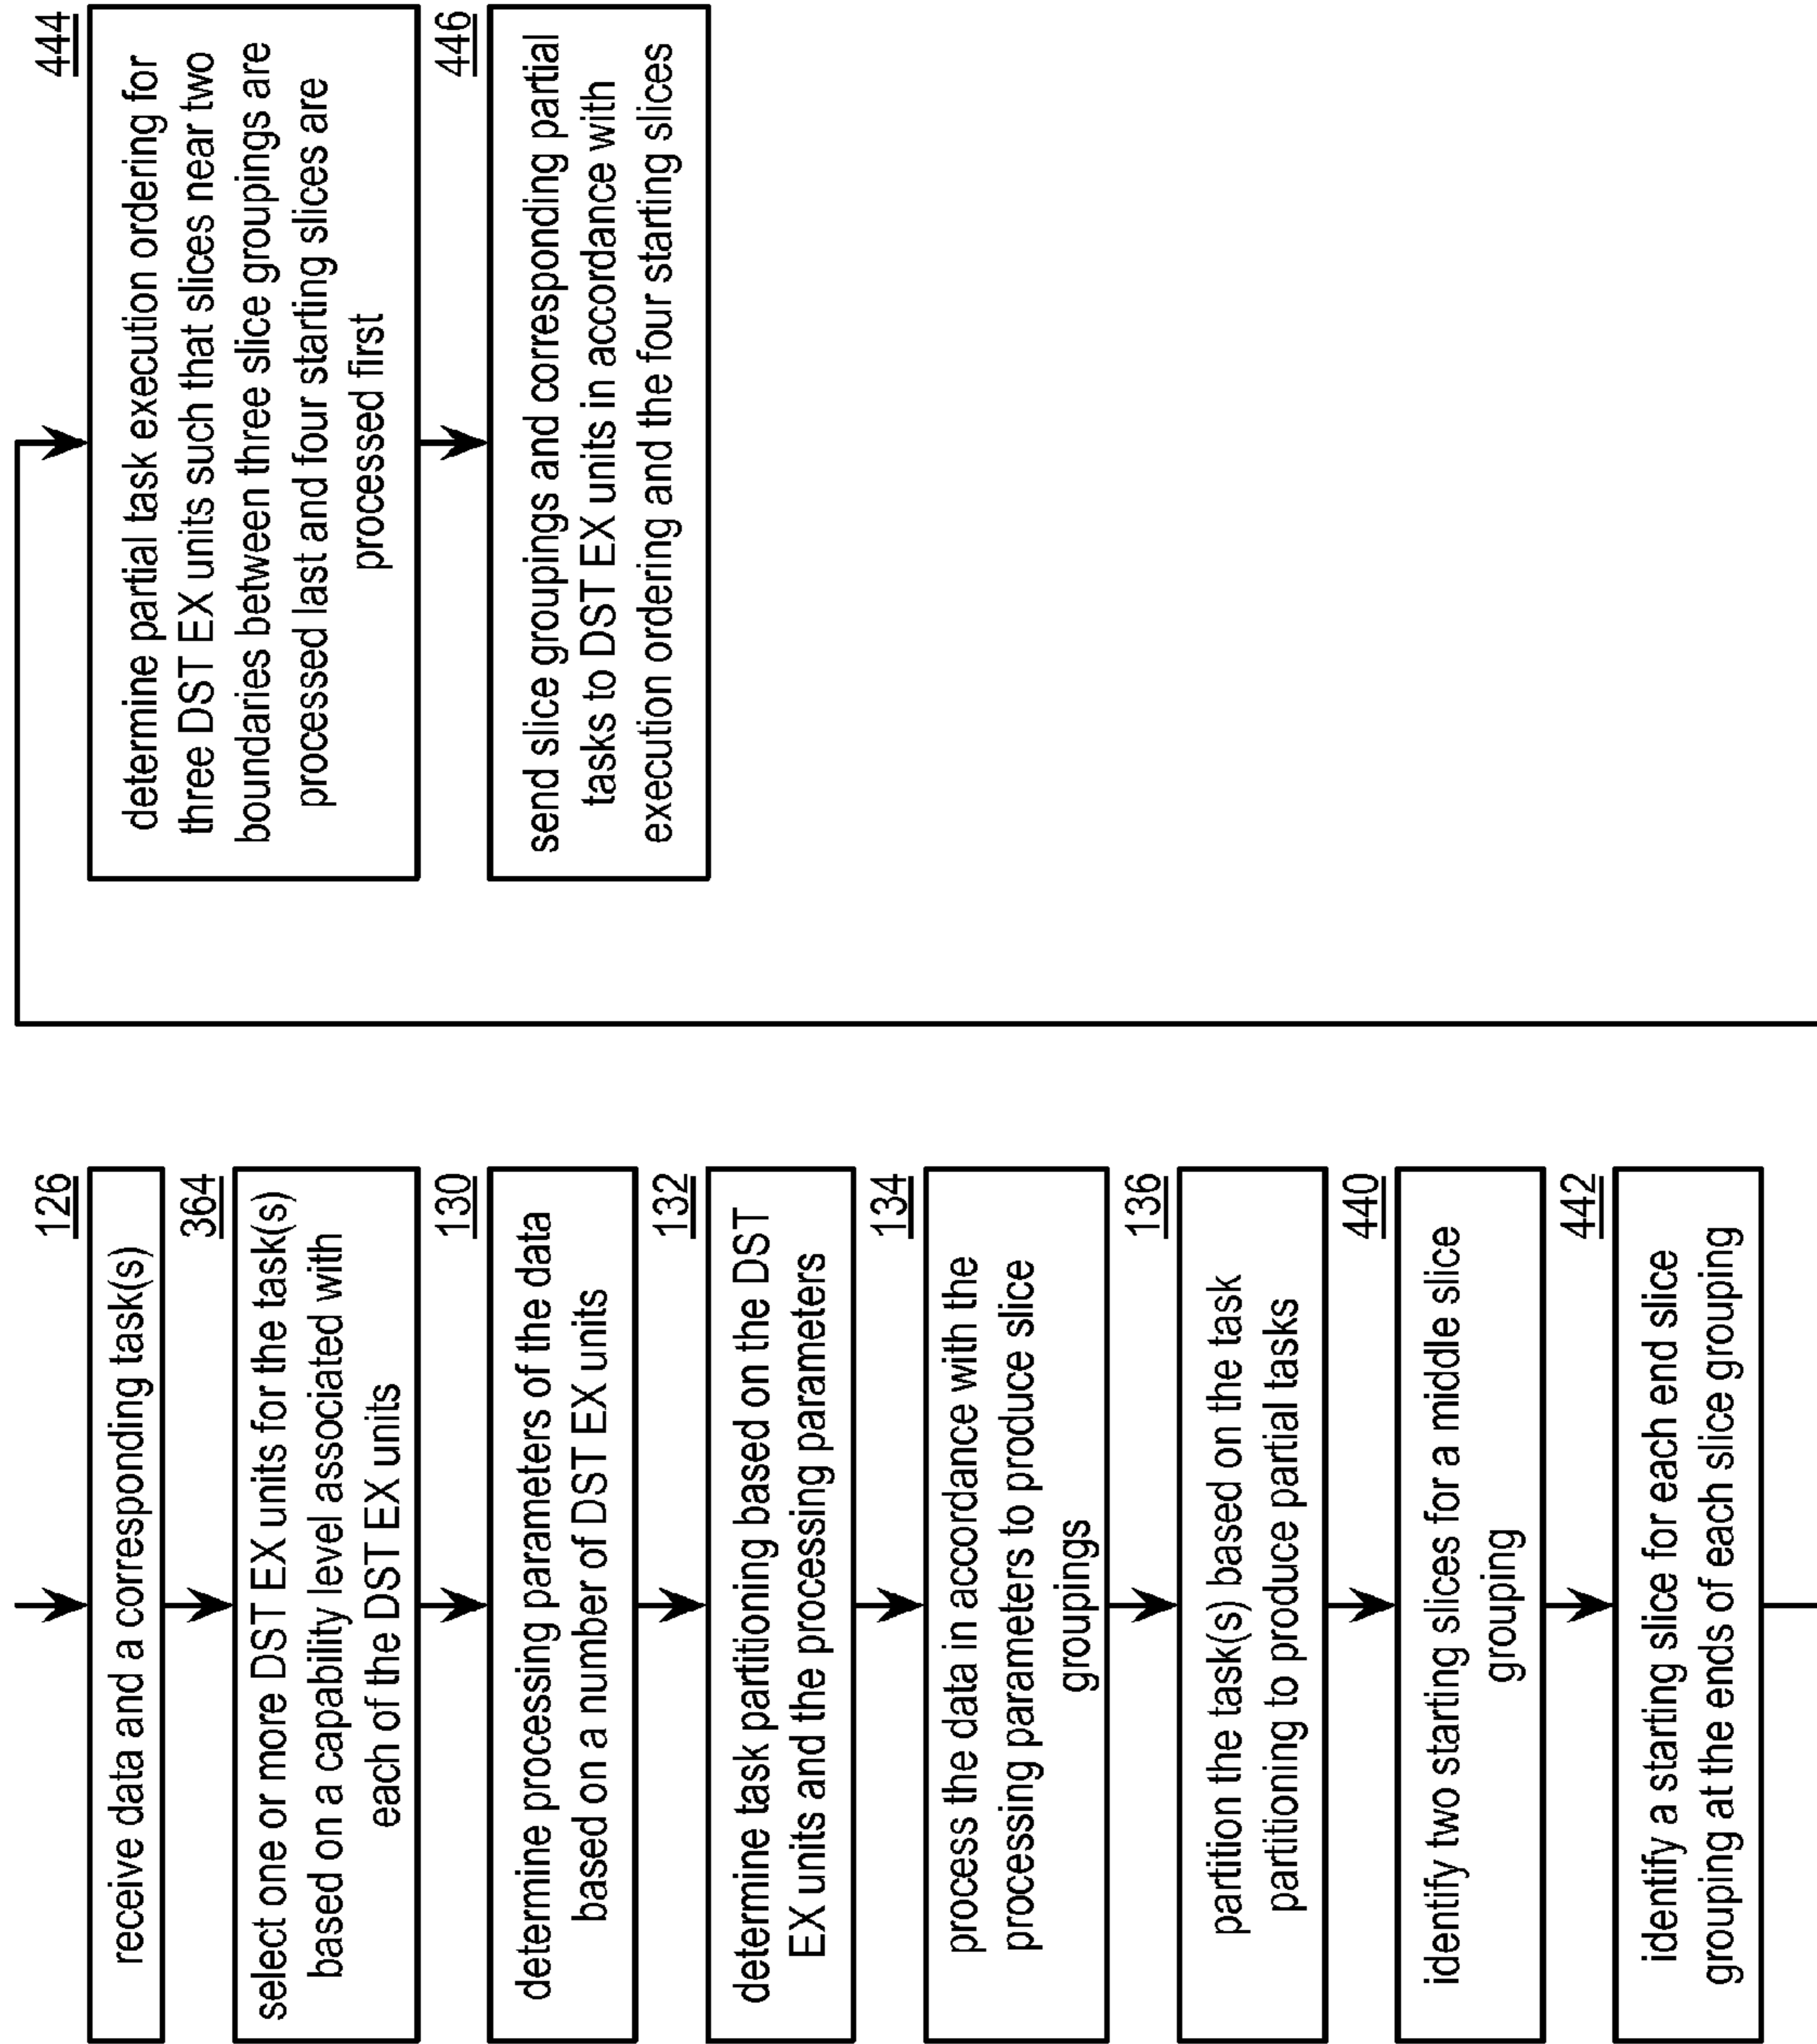 126
receive data and a corresponding task(s)
364
select one or more DST EX units for the task(s)
based on a capability level associated with
each of the DST EX units
130
determine processing parameters of the data
based on a number of DST EX units
132
determine task partitioning based on the DST
EX units and the processing parameters
134
process the data in accordance with the
processing parameters to produce slice
groupings
136
partition the task(s) based on the task
partitioning to produce partial tasks
440
identify two starting slices for a middle slice
grouping
442
identify a starting slice for each end slice
grouping at the ends of each slice grouping
444
determine partial task execution ordering for
three DST EX units such that slices near two
boundaries between three slice groupings are
processed last and four starting slices are
processed first
446
send slice groupings and corresponding partial
tasks to DST EX units in accordance with
execution ordering and the four starting slices